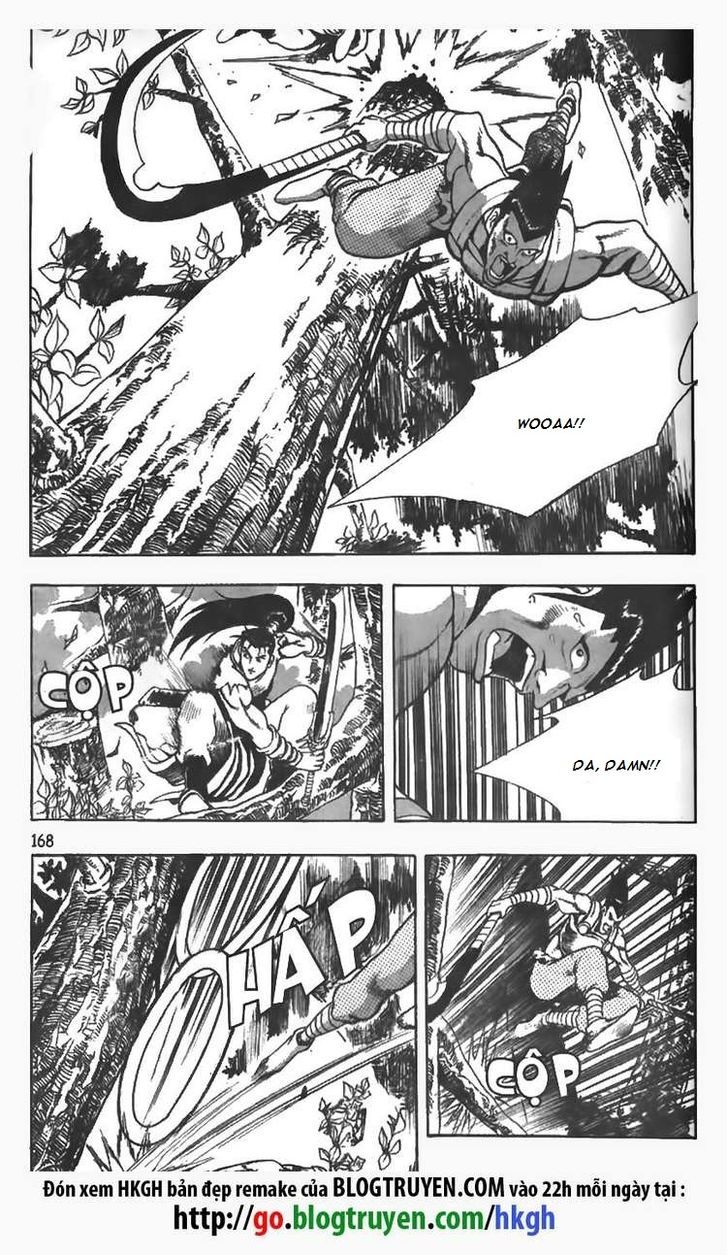 WOOAA!!
CỘP
DA, DAMN!!
168
HẤP
CỘP
Đón xem HKGH bản đẹp remake của BLOGTRUYEN.COM vào 22h mỗi ngày tại :
http://go.blogtruyen.com/hkgh